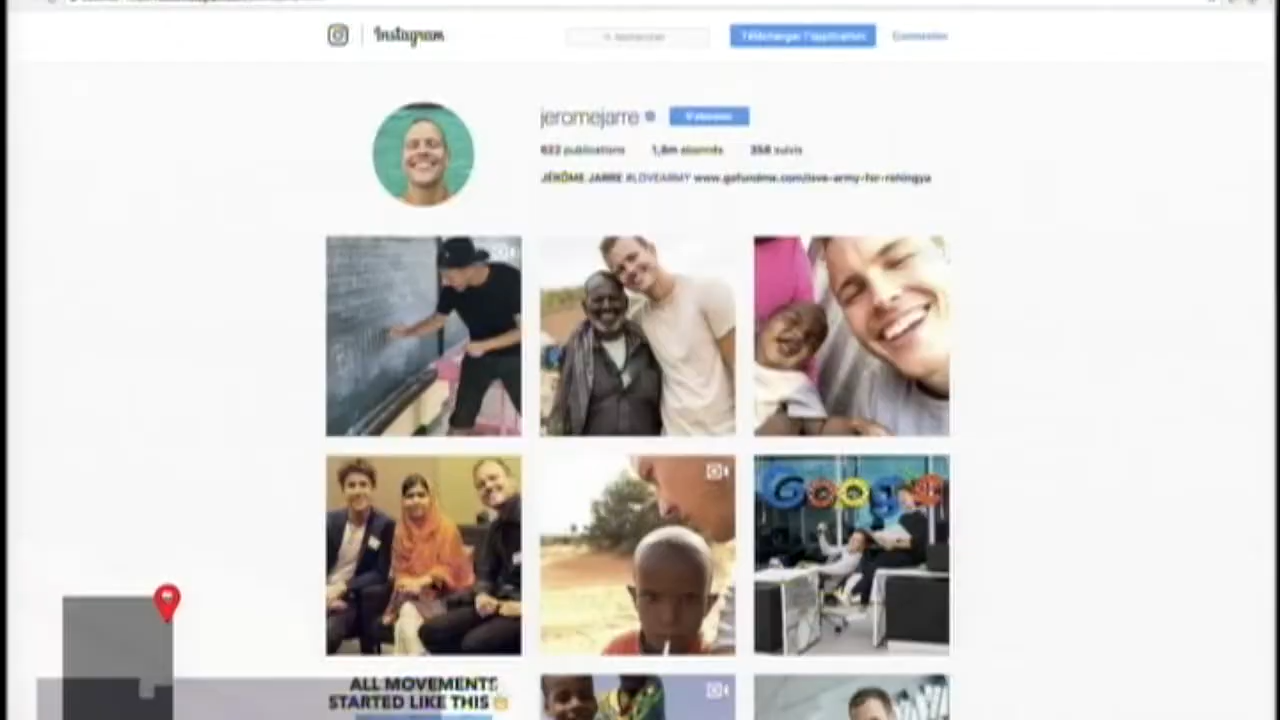 Instagram
Télécharger l'application
Connexion
jeromejarre
S'abonner
622 publications 1,6m abonnés 358 suivis
JÉRÔME JARRE #LOVEARMY www.gofundme.com/love-army-for-rohingya
Google
ALL MOVEMENTS
STARTED LIKE THIS